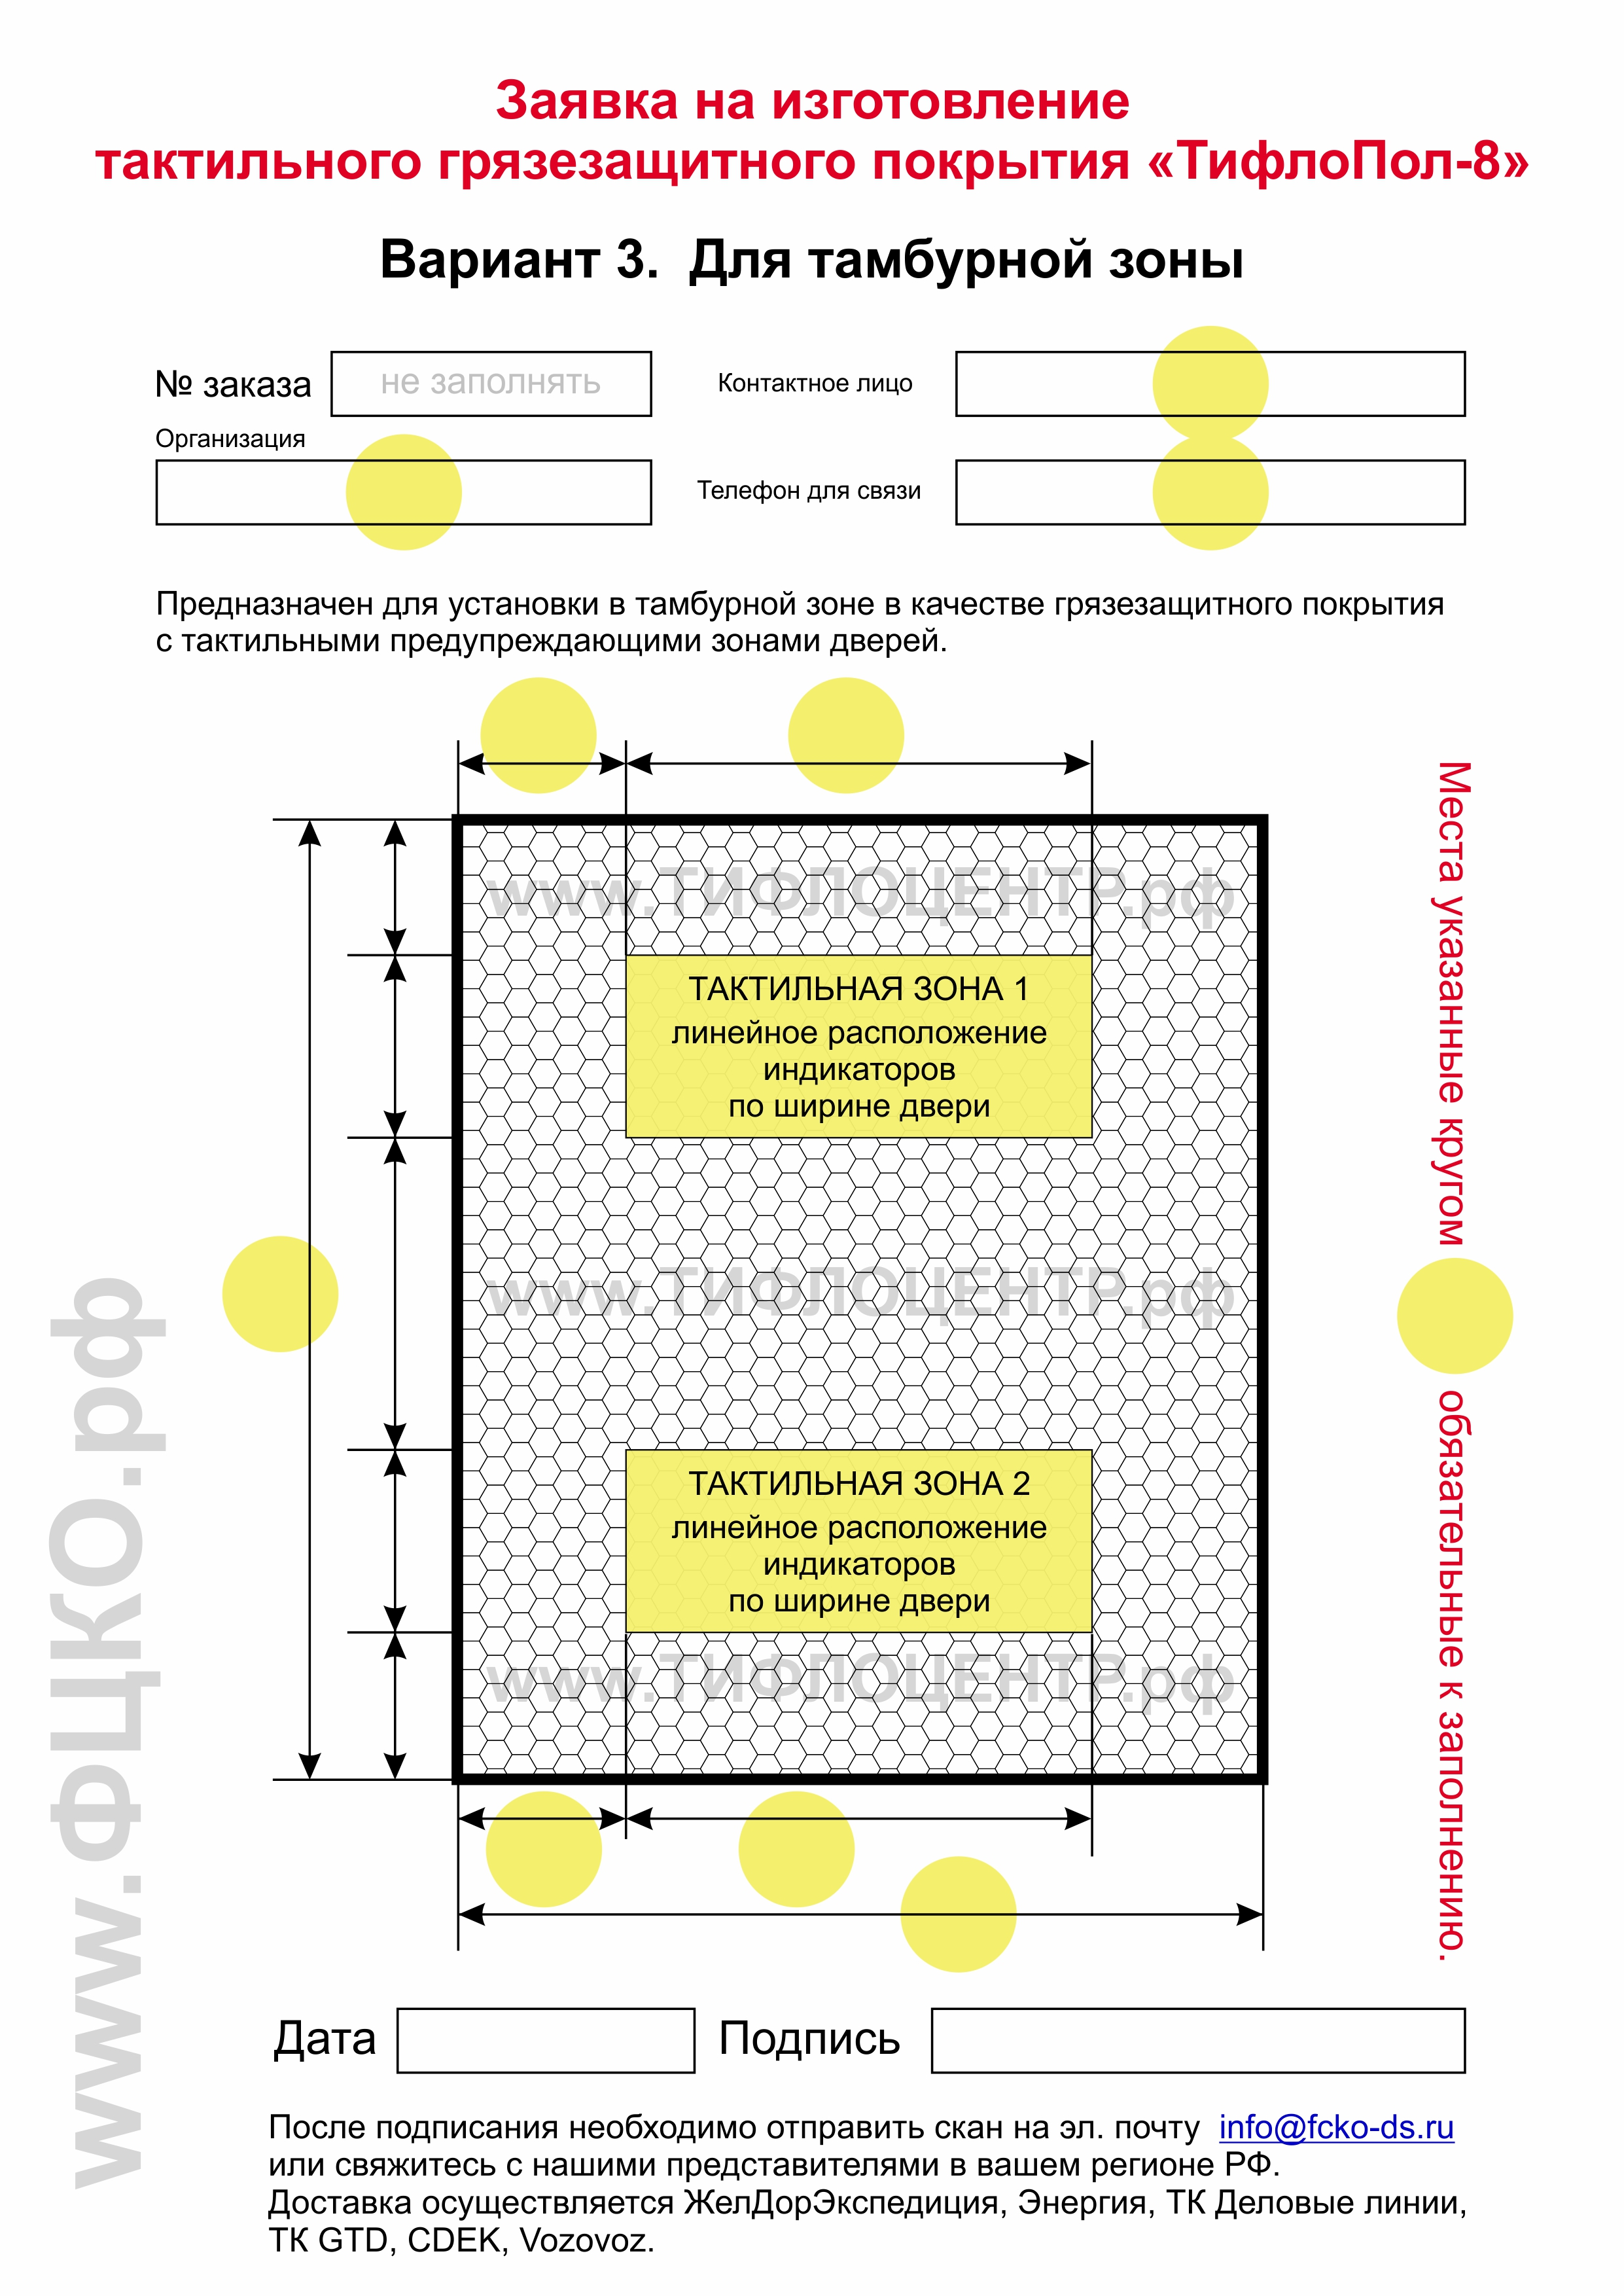 Заявка на изготовление
тактильного грязезащитного покрытия «ТифлоПол-8»
Вариант 3. Для тамбурной зоны
№ заказа
не заполнять
Контактное лицо
Организация
Телефон для связи
Предназначен для установки в тамбурной зоне в качестве грязезащитного покрытия
с тактильными предупреждающими зонами дверей.
www.ТИФЛОЦЕНТР.рф
ТАКТИЛЬНАЯ ЗОНА 1
линейное расположение
индикаторов
по ширине двери
www.ТИФЛОЦЕНТР.рф
ТАКТИЛЬНАЯ ЗОНА 2
линейное расположение
индикаторов
по ширине двери
www.ТИФЛОЦЕНТР.рф
Места указанные кругом обязательные к заполнению.
www.ФЦКО.рф
Дата
Подпись
После подписания необходимо отправить скан на эл. почту info@fcko-ds.ru
или свяжитесь с нашими представителями в вашем регионе РФ.
Доставка осуществляется ЖелДорЭкспедиция, Энергия, ТК Деловые линии,
ТК GTD, CDEK, Vozovoz.